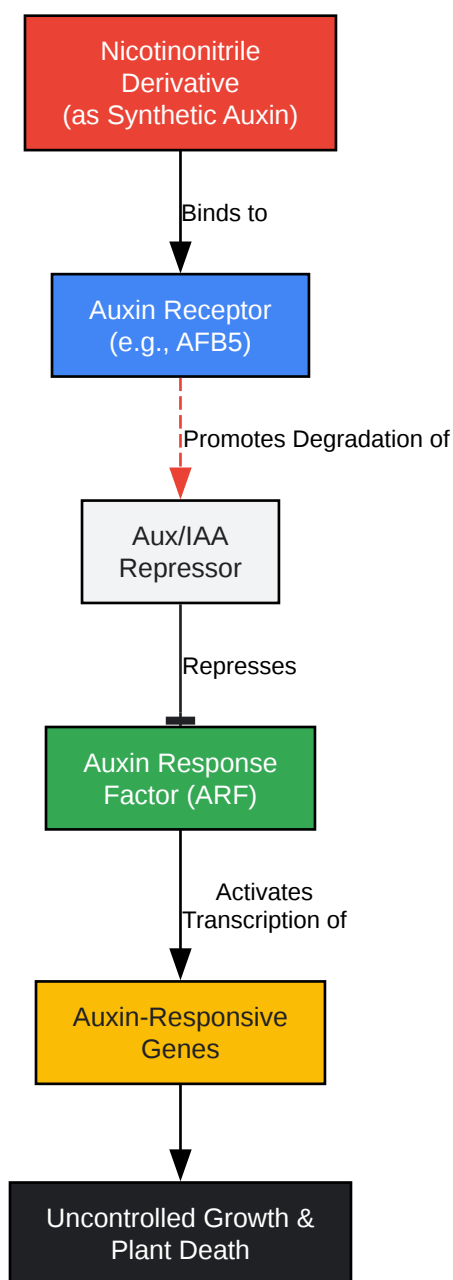 Nicotinonitrile
Derivative
(as Synthetic Auxin)
Binds to
Auxin Receptor
(e.g., AFB5)
Promotes Degradation of
Aux/IAA
Repressor
Represses
Auxin Response
Factor (ARF)
Activates
Transcription of
Auxin-Responsive
Genes
Uncontrolled Growth &
Plant Death